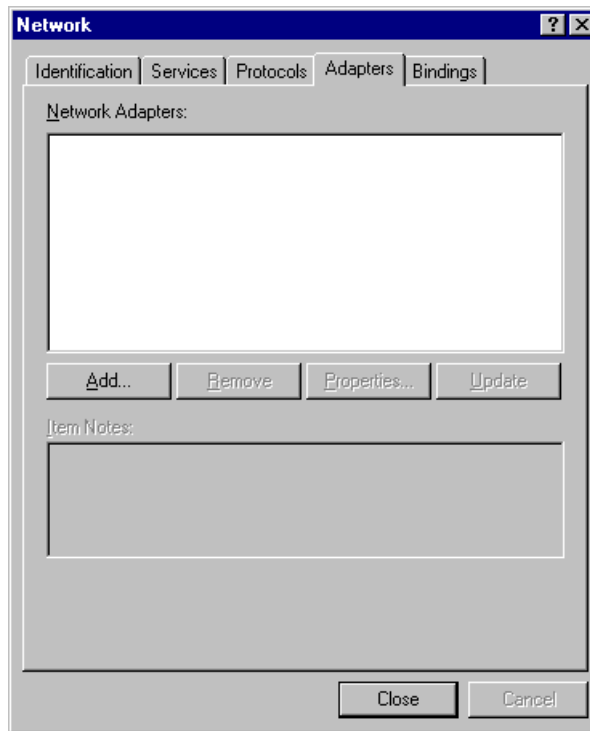 Network
Identification Services Protocols Adapters Bindings
Network Adapters:
Add... Remove Properties... Update
Item Notes:
Close Cancel